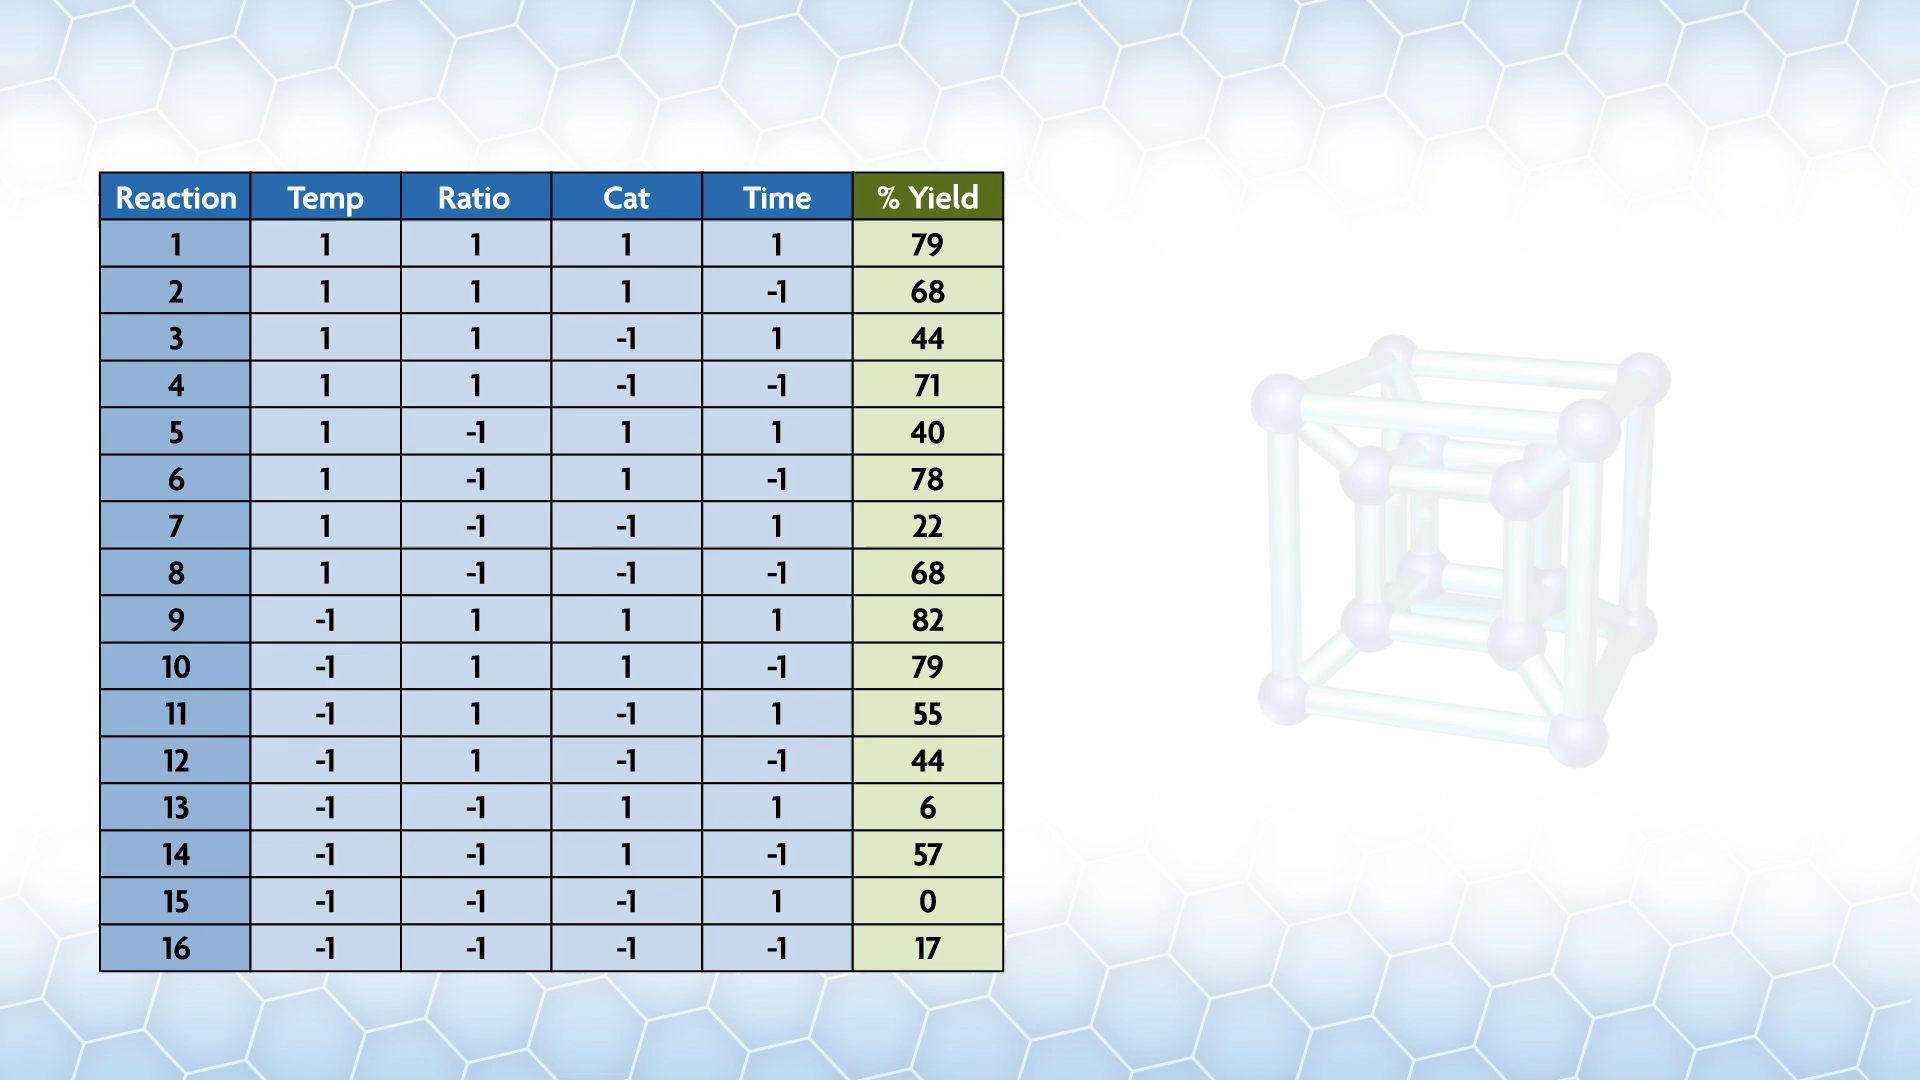 Reaction Temp Ratio Cat Time % Yield
1 1 1 1 1 79
2 1 1 1 -1 68
3 1 1 -1 1 44
4 1 1 -1 -1 71
5 1 -1 1 1 40
6 1 -1 1 -1 78
7 1 -1 -1 1 22
8 1 -1 -1 -1 68
9 -1 1 1 1 82
10 -1 1 1 -1 79
11 -1 1 -1 1 55
12 -1 1 -1 -1 44
13 -1 -1 1 1 6
14 -1 -1 1 -1 57
15 -1 -1 -1 1 0
16 -1 -1 -1 -1 17